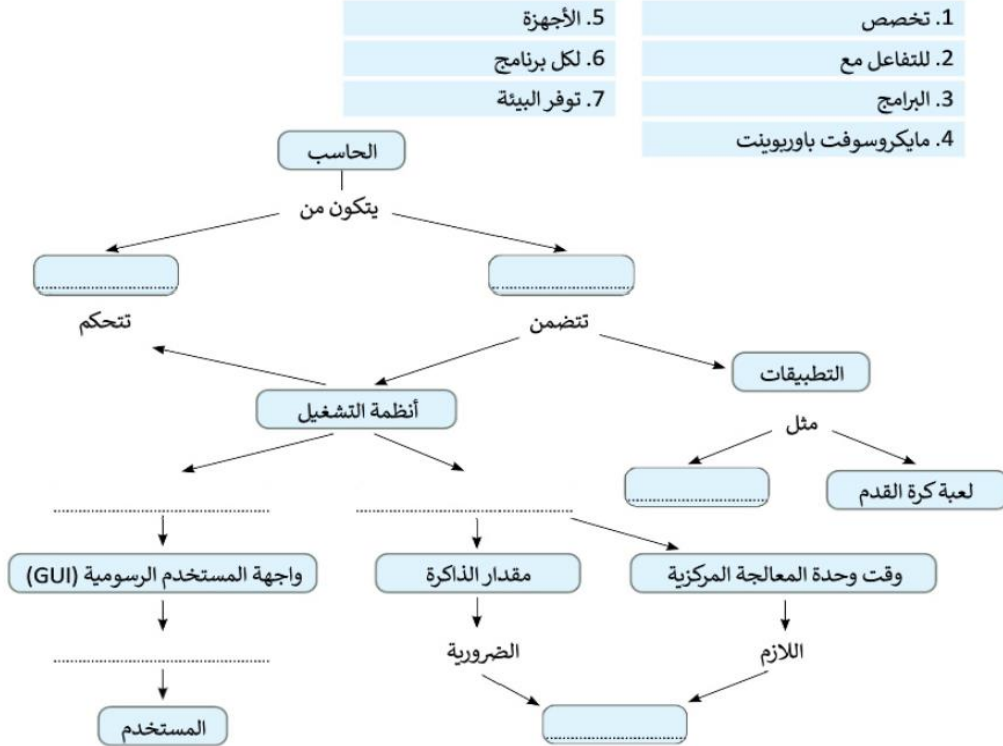 1. تخصص
2. للتفاعل مع
3. البرامج
4. مايكروسوفت باوربوينت
5. الأجهزة
6. لكل برنامج
7. توفر البيئة
الحاسب
يتكون من
تتضمن
تتحكم
التطبيقات
أنظمة التشغيل
مثل
لعبة كرة القدم
وقت وحدة المعالجة المركزية
مقدار الذاكرة
واجهة المستخدم الرسومية (GUI)
اللازم
الضرورية
المستخدم